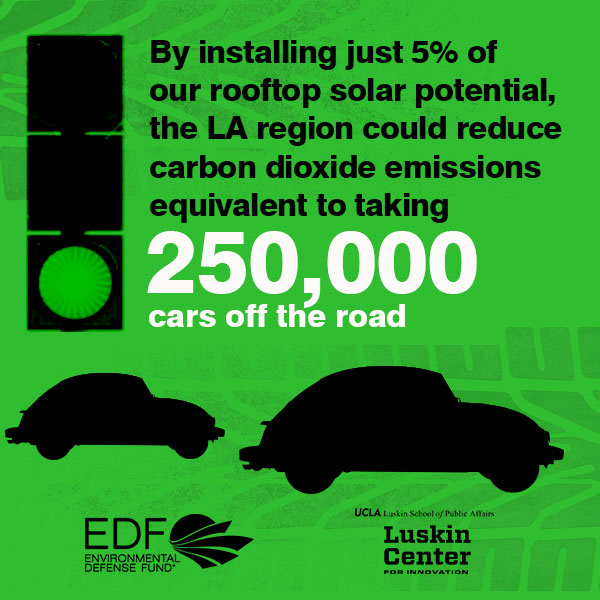 By installing just 5% of
our rooftop solar potential,
the LA region could reduce
carbon dioxide emissions
equivalent to taking
250,000
cars off the road
EDF
ENVIRONMENTAL
DEFENSE FUND®
UCLA Luskin School of Public Affairs
Luskin
Center
FOR INNOVATION